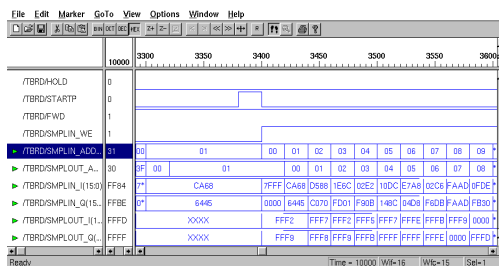 File Edit Marker GoTo View Options Window Help
BIN OCT DEC HEX Z+ Z- R
10000 3300 3350 3400 3450 3500 3550 3600
/TBRD/HOLD 0
/TBRD/STARTP 0
/TBRD/FWD 1
/TBRD/SMPLIN_WE 1
/TBRD/SMPLIN_ADD... 31 00 01 00 01 02 03 04 05 06 07 08 09
/TBRD/SMPLOUT_A... 30 3F 00 01 00 01 02 03 04 05 06 07 08
/TBRD/SMPLIN_I(15:0) FF84 7* CA68 7FFF CA68 D588 1E6C 02E2 10DC E7A8 02C6 FAAD 0FDE *
/TBRD/SMPLIN_Q(15... FFBE 0* 6445 0000 6445 C070 FD01 F90B 148C 04D8 F6DB FAAD FB30 *
/TBRD/SMPLOUT_I(1... FFFD XXXX FFF2 FFF7 FFF2 FFF5 FFF7 FFFE FFFB FFF9 0000
/TBRD/SMPLOUT_Q(... FFFF XXXX FFF9 FFF8 FFF9 FFFB FFFF FFFF FFFE 0000 FFFD
Ready Time = 10000 Wlf=16 Wfc=15 Sel=1